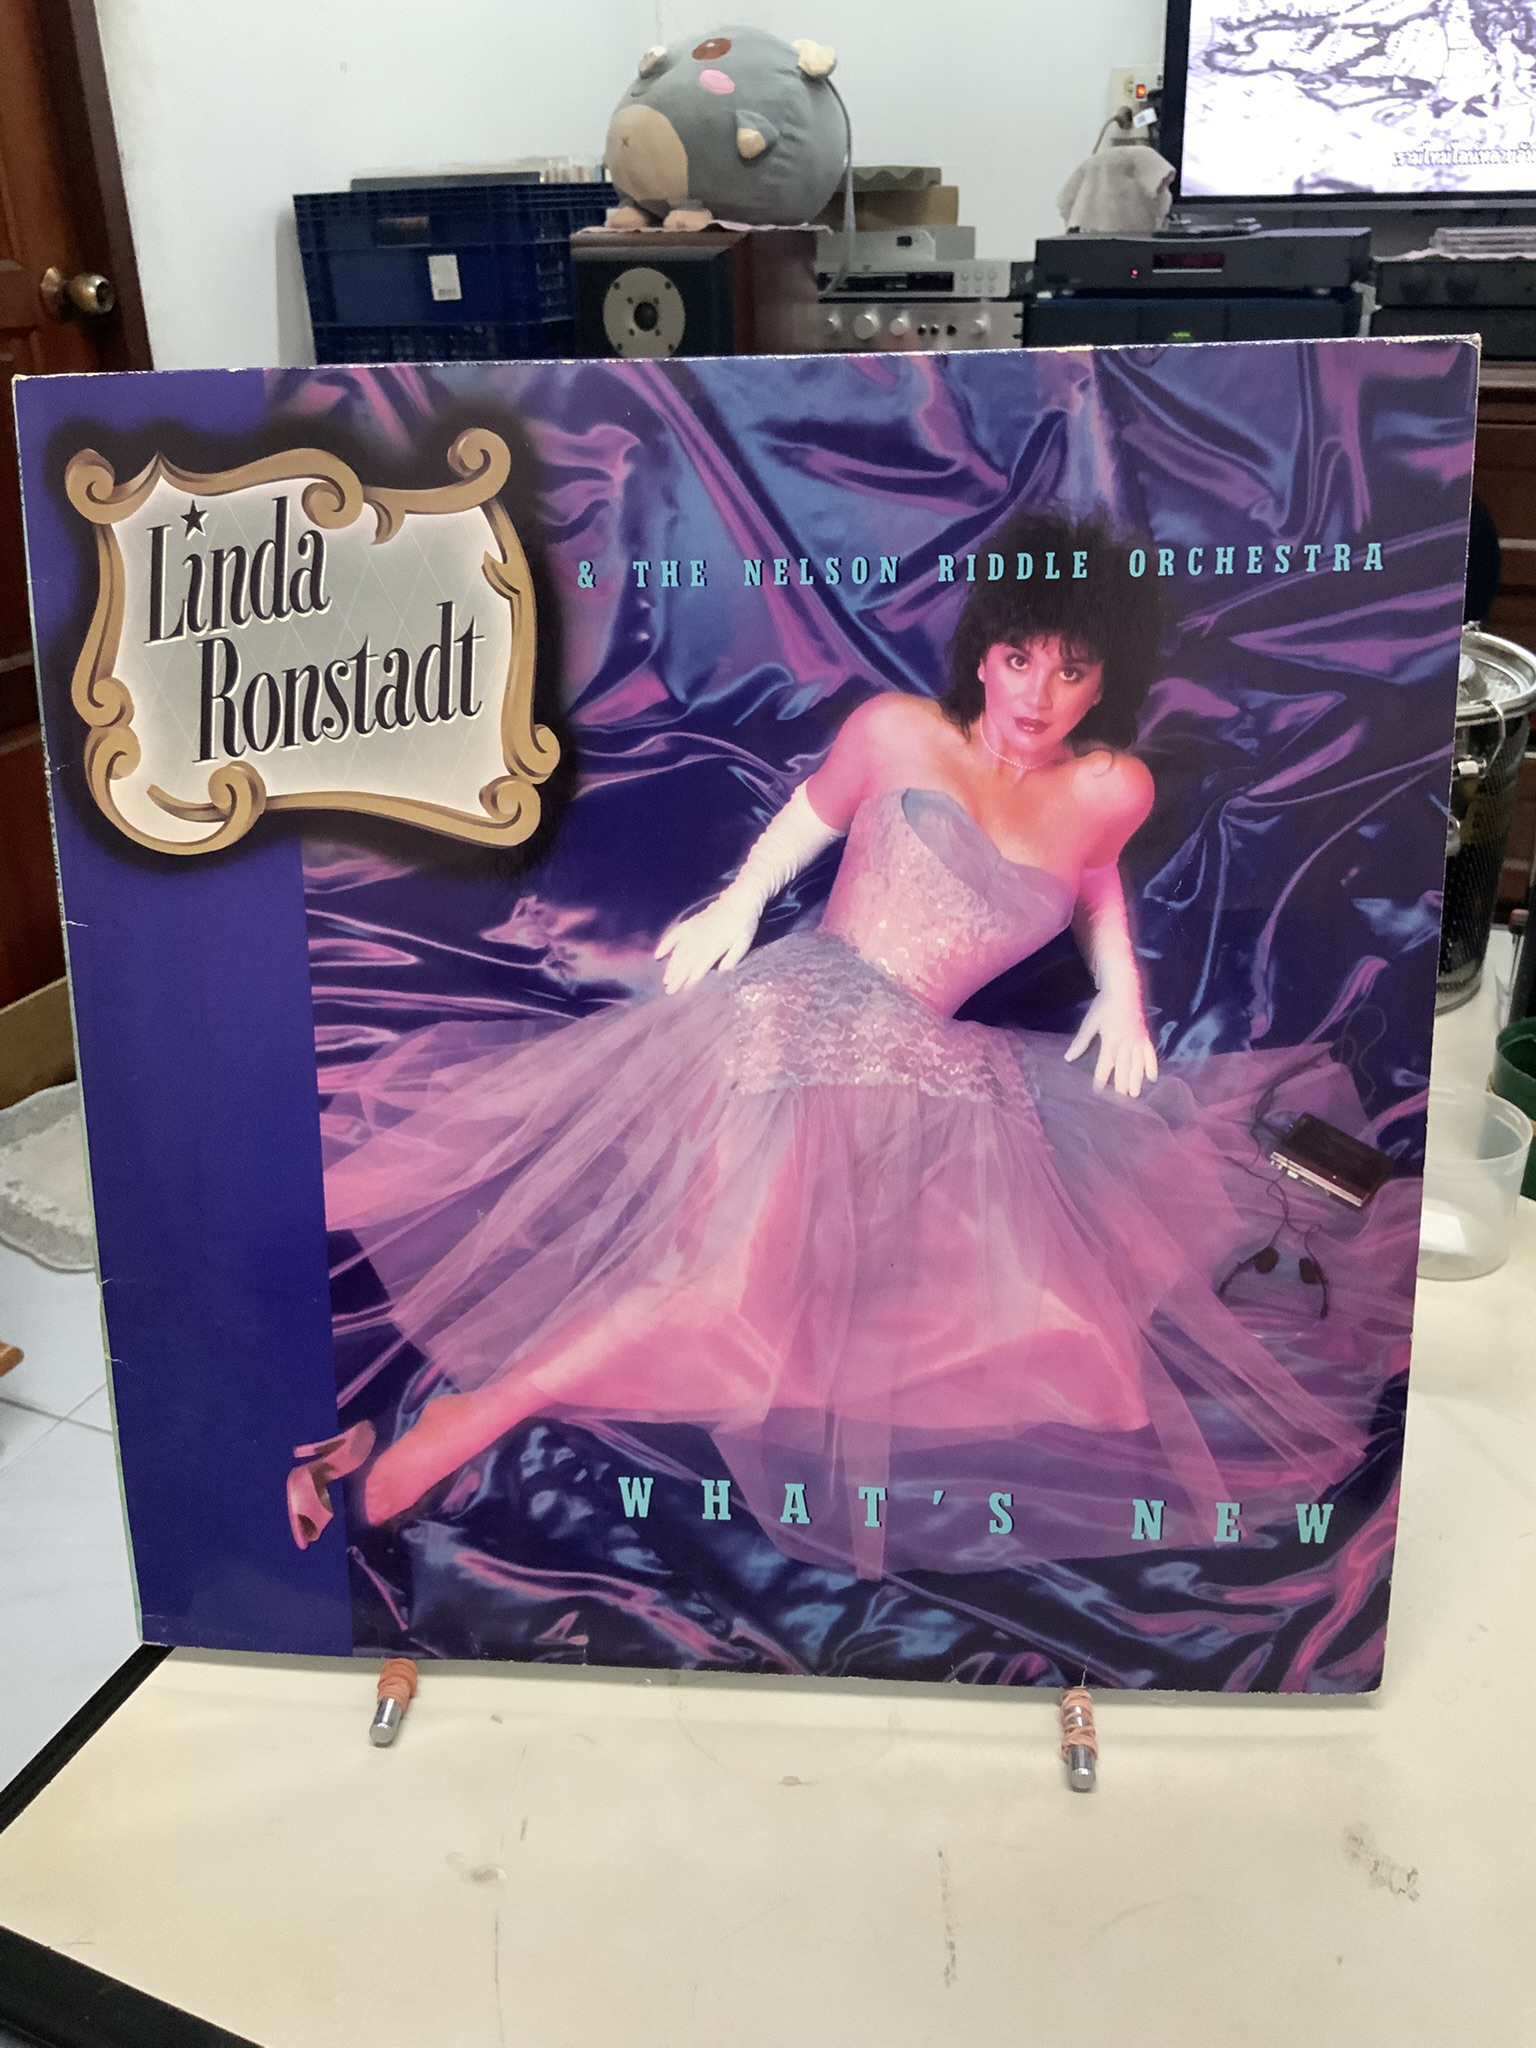 Linda
Ronstadt
& THE NELSON RIDDLE ORCHESTRA
WHAT'S NEW